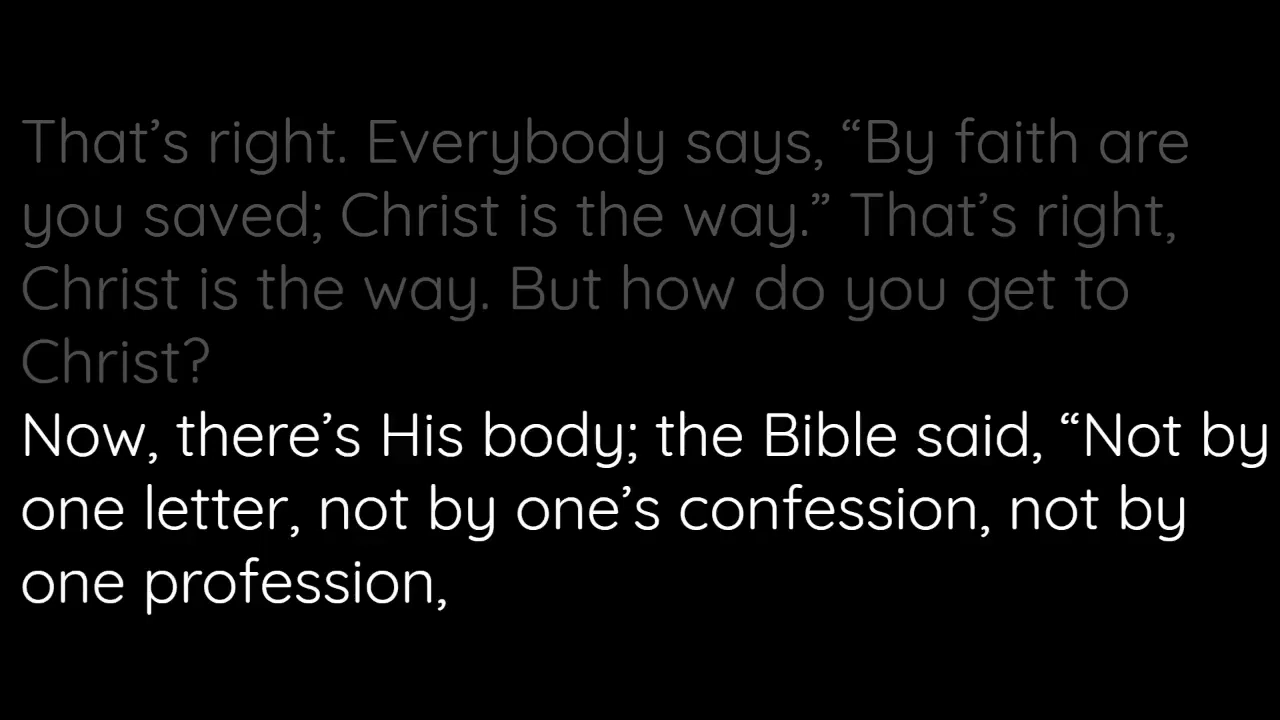 That’s right. Everybody says, “By faith are
you saved; Christ is the way.” That’s right,
Christ is the way. But how do you get to
Christ?
Now, there’s His body; the Bible said, “Not by
one letter, not by one’s confession, not by
one profession,